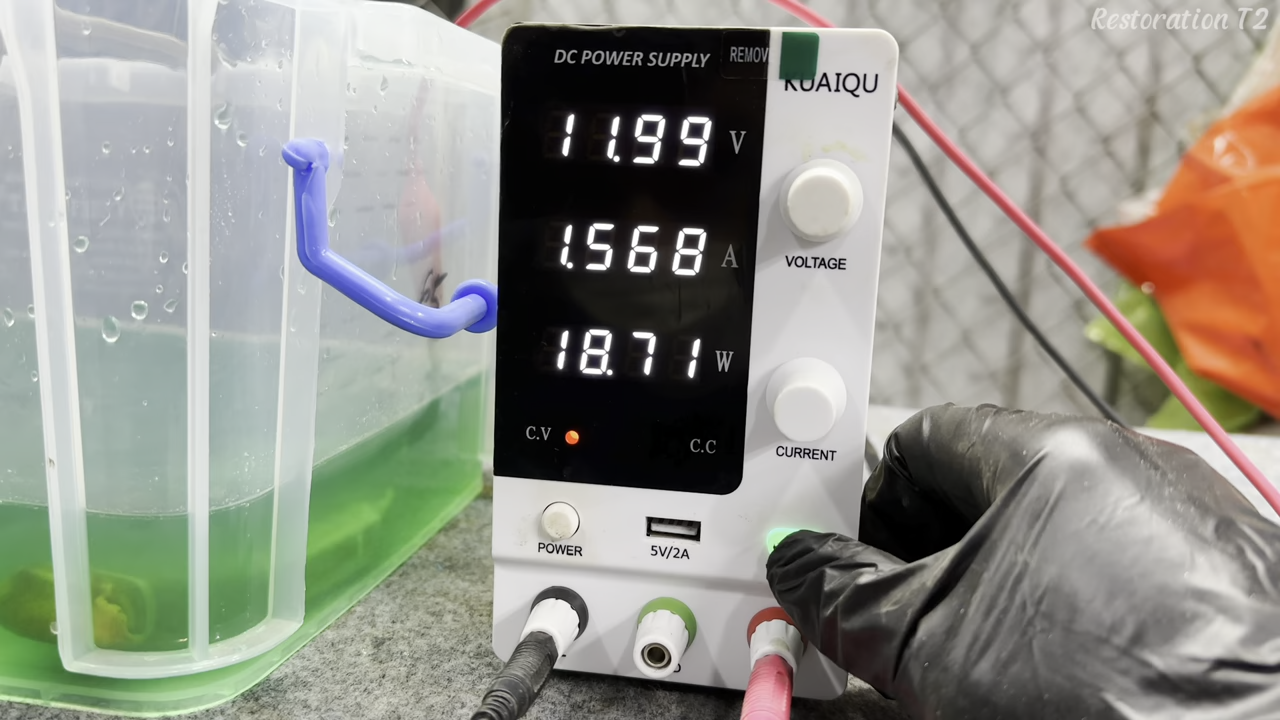 Restoration T2
DC POWER SUPPLY
REMOV
KUAIQU
11.99 V
1.568 A
18.71 W
VOLTAGE
CURRENT
C.V
C.C
POWER
5V/2A